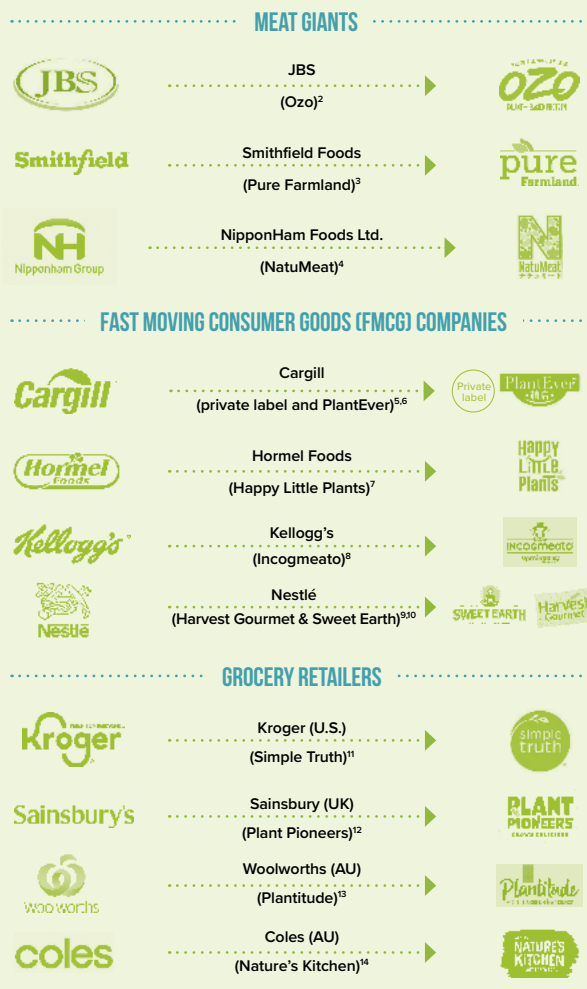 MEAT GIANTS
JBS
JBS
(Ozo)2
OZO
Smithfield
Smithfield Foods
(Pure Farmland)3
pure
Farmland
NH
Nipponham Group
NipponHam Foods Ltd.
(NatuMeat)4
N
NatuMeat
FAST MOVING CONSUMER GOODS (FMCG) COMPANIES
Cargill
Cargill
(private label and PlantEver)5,6
Private
label
PlantEver
Hormel
Foods
Hormel Foods
(Happy Little Plants)7
Happy
Little
Plants
Kellogg's
Kellogg's
(Incogmeato)8
INCOGMEATO
Nestlé
Nestlé
(Harvest Gourmet & Sweet Earth)9,10
SWEET EARTH
Harvest
Gourmet
GROCERY RETAILERS
Kroger
Kroger (U.S.)
(Simple Truth)11
simple
truth
Sainsbury's
Sainsbury (UK)
(Plant Pioneers)12
PLANT
PIONEERS
woolworths
Woolworths (AU)
(Plantitude)13
Plantitude
coles
Coles (AU)
(Nature's Kitchen)14
NATURE'S
KITCHEN